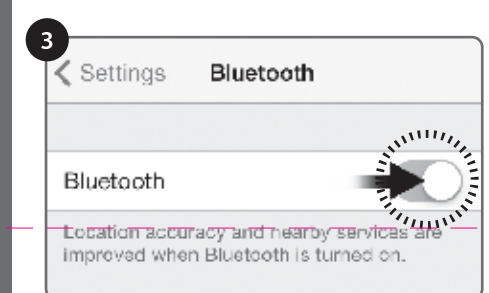 3
Settings Bluetooth
Bluetooth
Location accuracy and nearby services are
improved when Bluetooth is turned on.